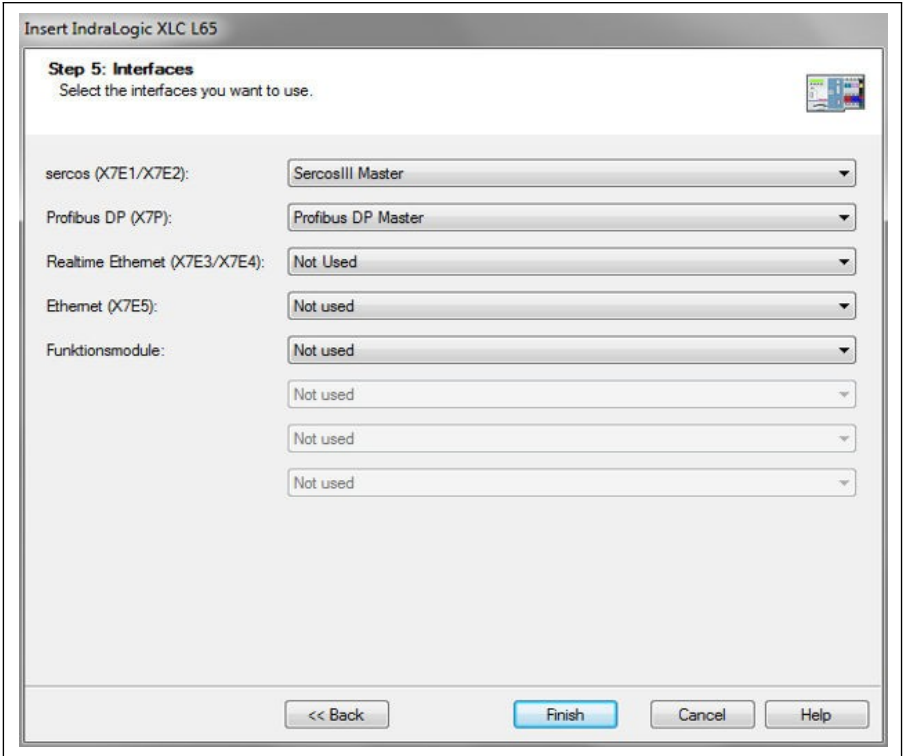 Insert IndraLogic XLC L65
Step 5: Interfaces
Select the interfaces you want to use.
sercos (X7E1/X7E2): SercosIII Master
Profibus DP (X7P): Profibus DP Master
Realtime Ethernet (X7E3/X7E4): Not Used
Ethernet (X7E5): Not used
Funktionsmodule: Not used
Not used
Not used
Not used
<< Back Finish Cancel Help